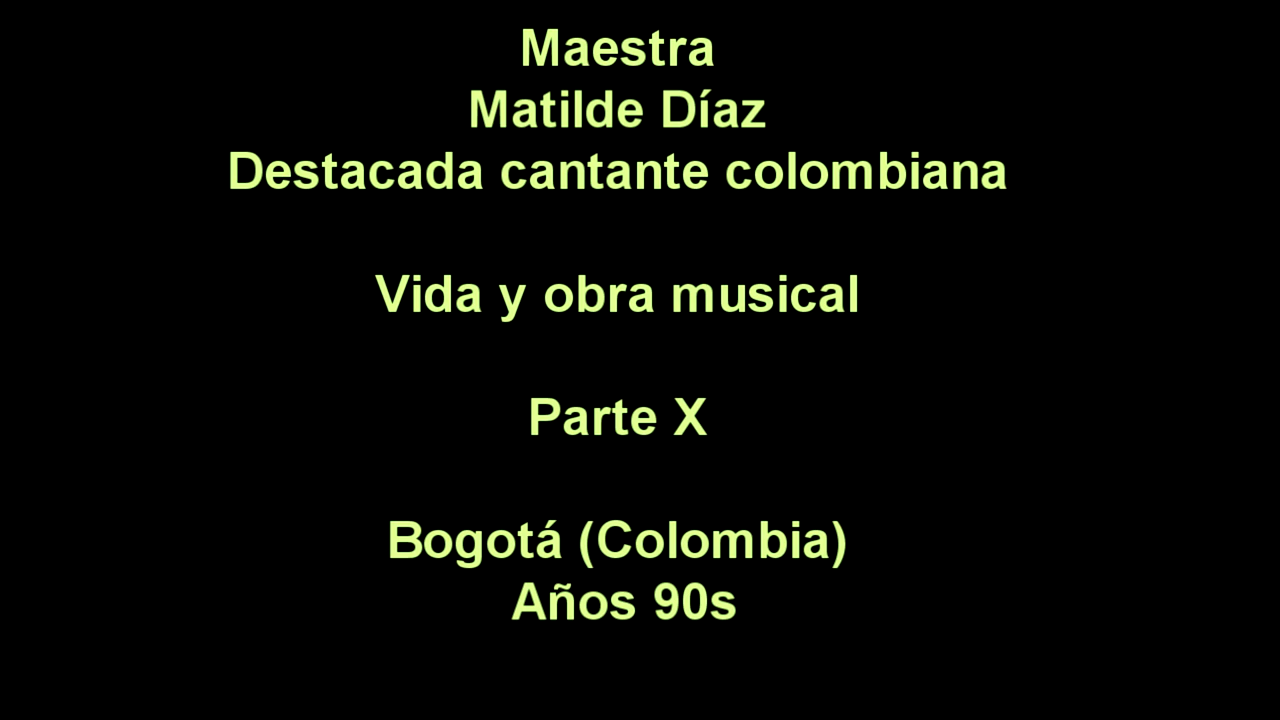 Maestra
Matilde Díaz
Destacada cantante colombiana
Vida y obra musical
Parte X
Bogotá (Colombia)
Años 90s